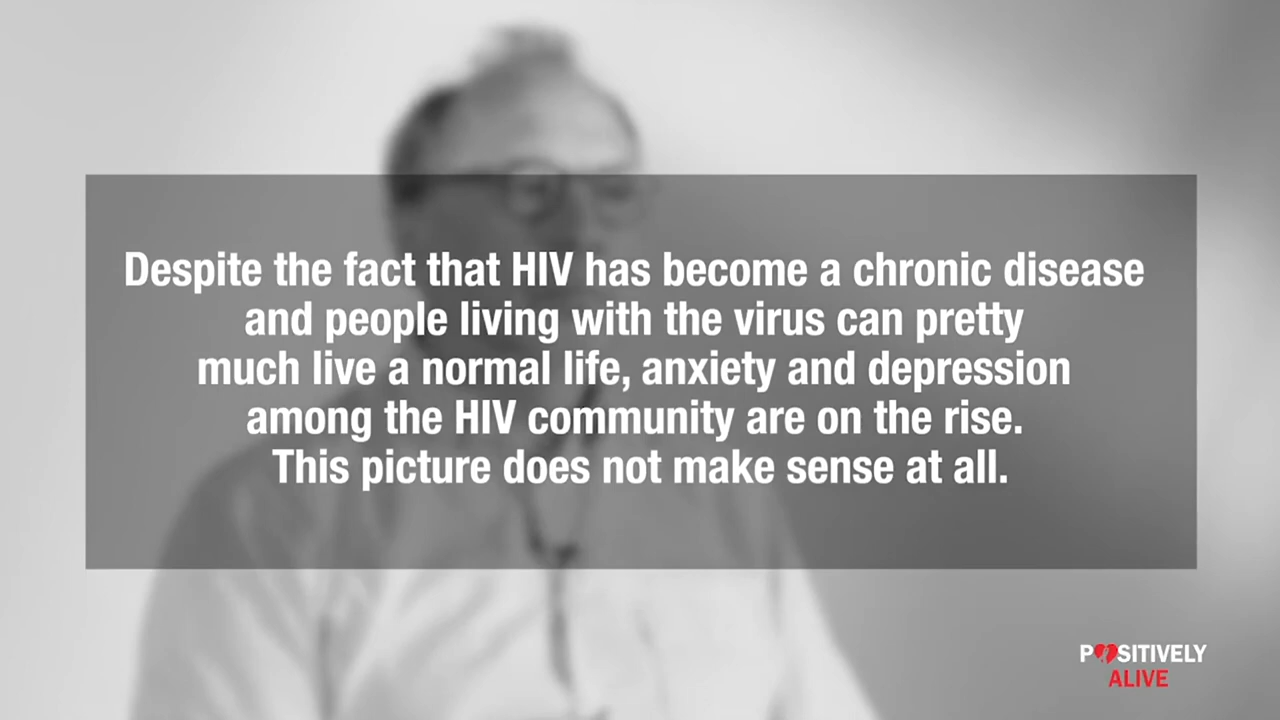 Despite the fact that HIV has become a chronic disease
and people living with the virus can pretty
much live a normal life, anxiety and depression
among the HIV community are on the rise.
This picture does not make sense at all.
POSITIVELY
ALIVE